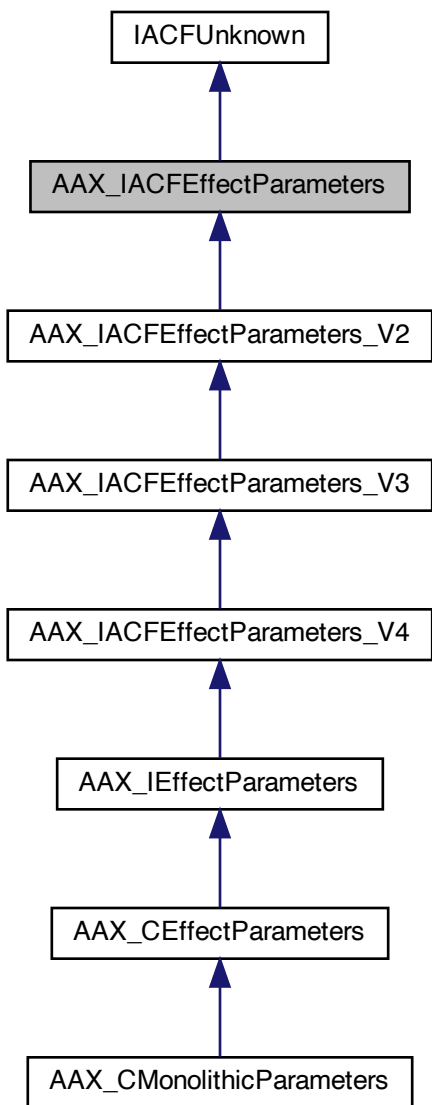 IACFUnknown
AAX_IACFEffectParameters
AAX_IACFEffectParameters_V2
AAX_IACFEffectParameters_V3
AAX_IACFEffectParameters_V4
AAX_IEffectParameters
AAX_CEffectParameters
AAX_CMonolithicParameters